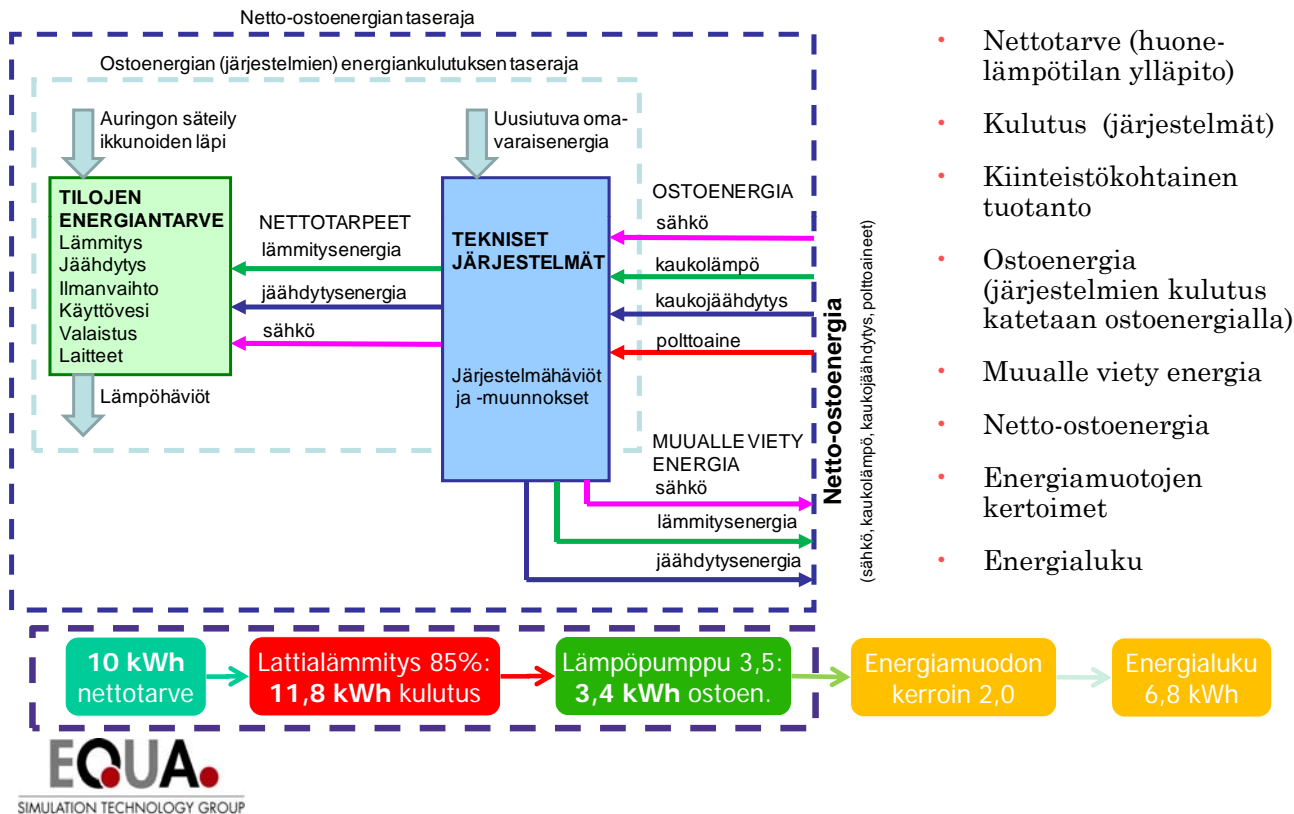 Netto-ostoenergian taseraja
Ostoenergian (järjestelmien) energiankulutuksen taseraja
Auringon säteily
ikkunoiden läpi
Uusiutuva oma-
varaisenergia
TILOJEN
ENERGIANTARVE
Lämmitys
Jäähdytys
Ilmanvaihto
Käyttövesi
Valaistus
Laitteet
Lämpöhäviöt
NETTOTARPEET
lämmitysenergia
jäähdytysenergia
sähkö
TEKNISET
JÄRJESTELMÄT
Järjestelmähäviöt
ja -muunnokset
OSTOENERGIA
sähkö
kaukolämpö
kaukojäähdytys
polttoaine
MUUALLE VIETY
ENERGIA
sähkö
lämmitysenergia
jäähdytysenergia
Netto-ostoenergia
(sähkö, kaukolämpö, kaukojäähdytys, polttoaineet)
• Nettotarve (huone-
lämpötilan ylläpito)
• Kulutus (järjestelmät)
• Kiinteistökohtainen
tuotanto
• Ostoenergia
(järjestelmien kulutus
katetaan ostoenergialla)
• Muualle viety energia
• Netto-ostoenergia
• Energiamuotojen
kertoimet
• Energialuku
10 kWh
nettotarve
Lattialämmitys 85%:
11,8 kWh kulutus
Lämpöpumppu 3,5:
3,4 kWh ostoen.
Energiamuodon
kerroin 2,0
Energialuku
6,8 kWh
EQUA.
SIMULATION TECHNOLOGY GROUP